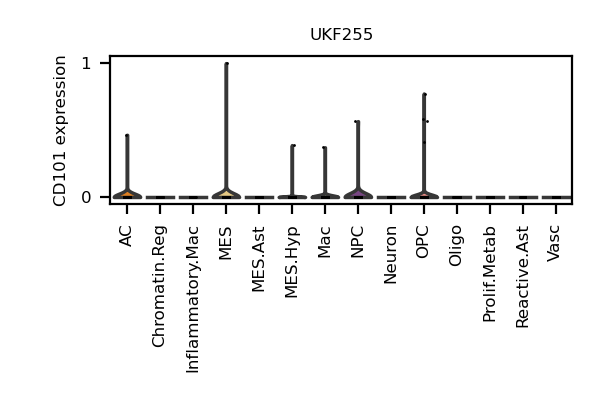 UKF255
CD101 expression
1
0
AC
Chromatin.Reg
Inflammatory.Mac
MES
MES.Ast
MES.Hyp
Mac
NPC
Neuron
OPC
Oligo
Prolif.Metab
Reactive.Ast
Vasc